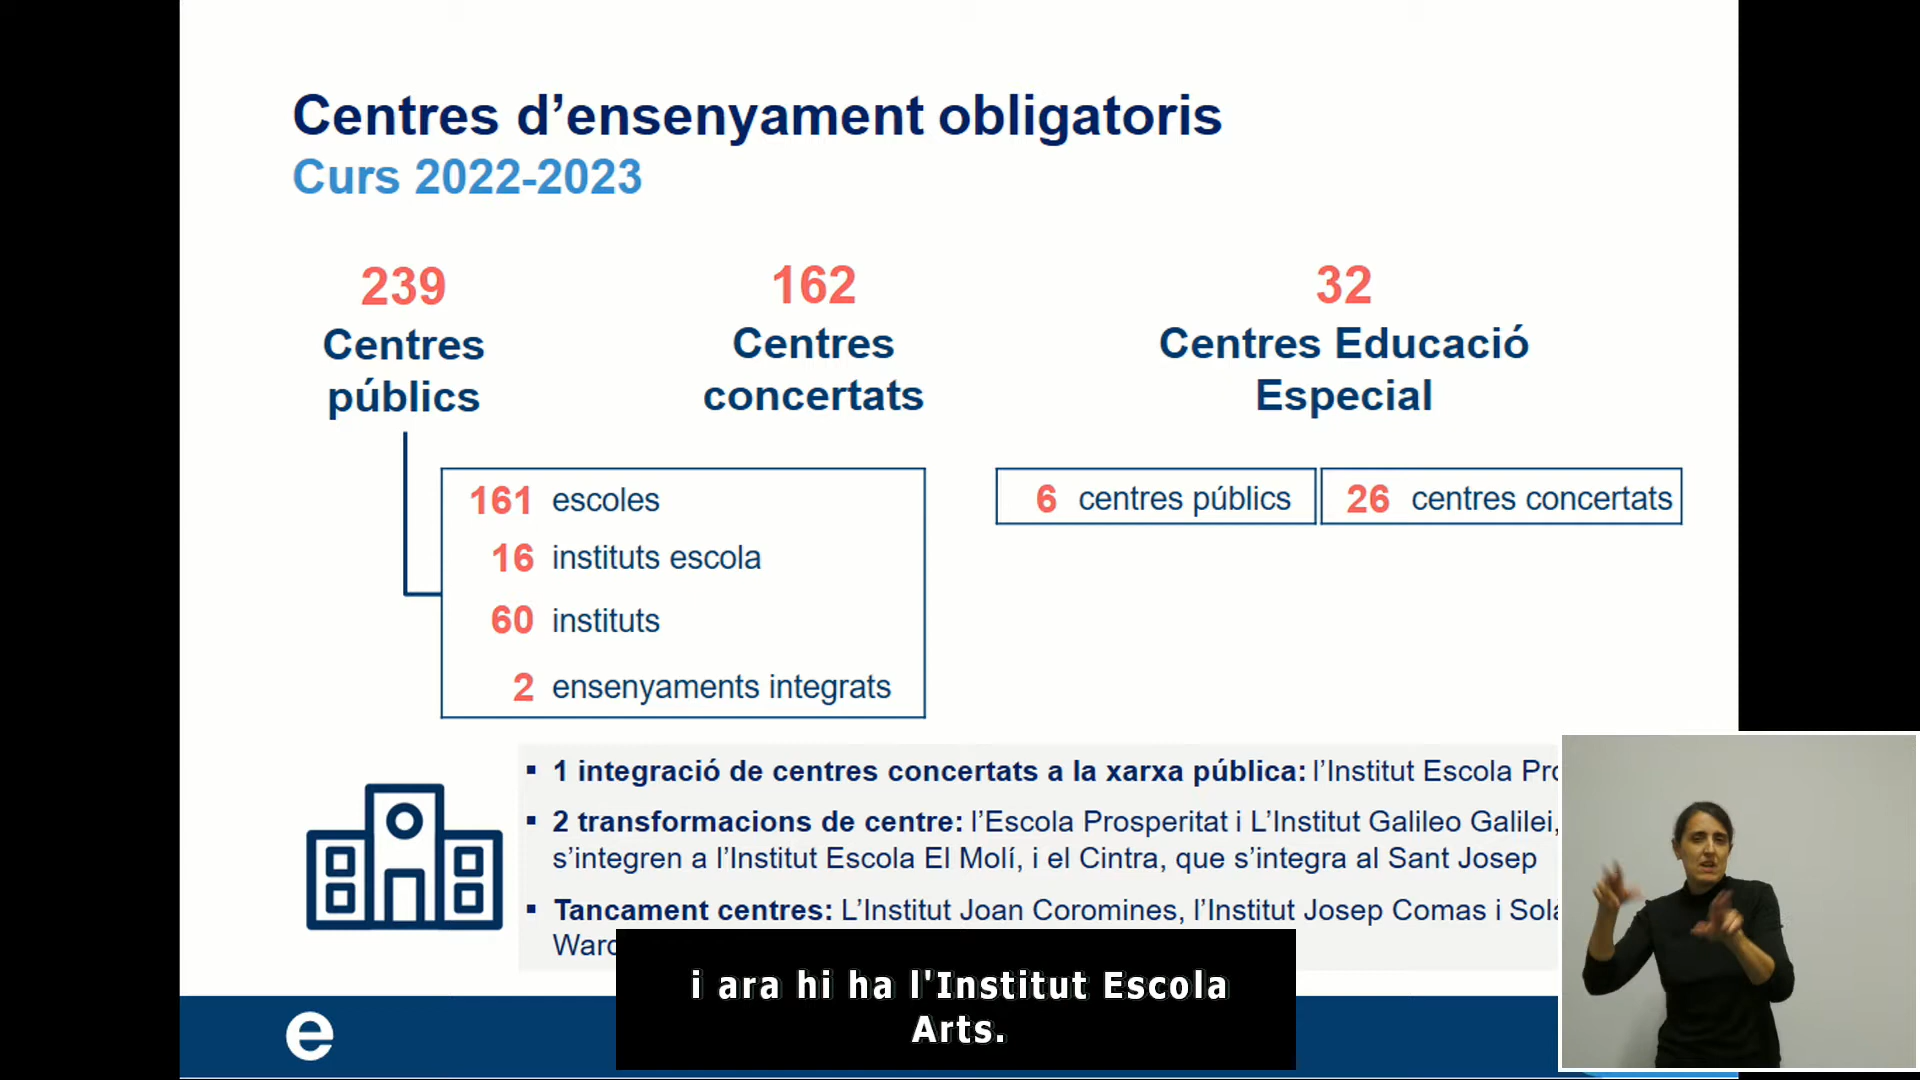 Centres d’ensenyament obligatoris
Curs 2022-2023
239
Centres
públics
162
Centres
concertats
32
Centres Educació
Especial
161 escoles
16 instituts escola
60 instituts
2 ensenyaments integrats
6 centres públics
26 centres concertats
▪ 1 integració de centres concertats a la xarxa pública: l’Institut Escola
▪ 2 transformacions de centre: l’Escola Prosperitat i L’Institut Galileo Galilei,
s’integren a l’Institut Escola El Molí, i el Cintra, que s’integra al Sant Josep
▪ Tancament centres: L’Institut Joan Coromines, l’Institut Josep Comas i
e
i ara hi ha l'Institut Escola
Arts.